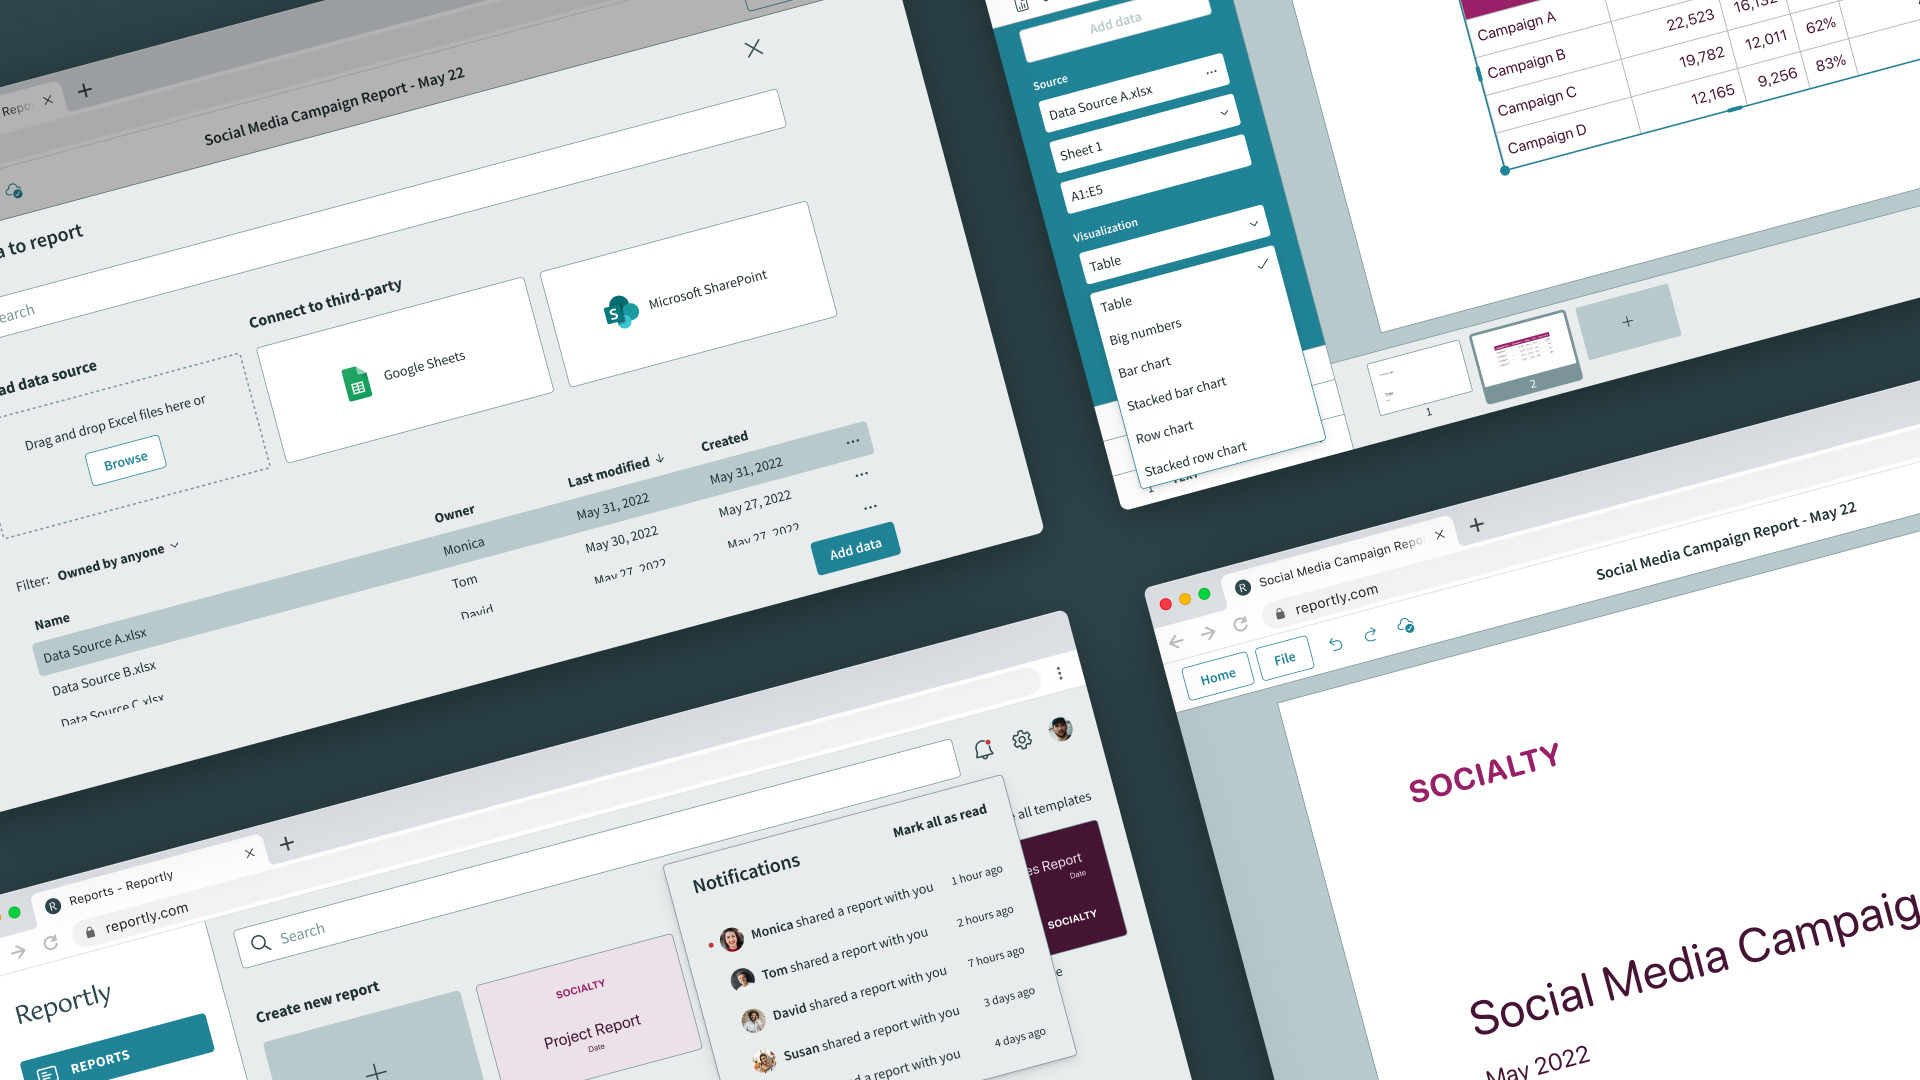 Repo
Social Media Campaign Report - May 22
to report
earch
ad data source
Drag and drop Excel files here or
Browse
Connect to third-party
Google Sheets
Microsoft SharePoint
Filter: Owned by anyone
Name
Owner
Last modified
Created
Data Source A.xlsx
Monica
May 31, 2022
May 31, 2022
Data Source B.xlsx
Tom
May 30, 2022
May 27, 2022
Data Source C.xlsx
David
May 27, 2022
May 27, 2022
Add data
Add data
Source
Data Source A.xlsx
Sheet 1
A1:E5
Visualization
Table
Table
Big numbers
Bar chart
Stacked bar chart
Row chart
Stacked row chart
1
TEXT
Campaign A
22,523
16,132
Campaign B
19,782
12,011
62%
Campaign C
12,165
9,256
83%
Campaign D
1
2
Reports - Reportly
reportly.com
Reportly
REPORTS
Search
Create new report
SOCIALTY
Project Report
Date
all templates
es Report
Date
SOCIALTY
Notifications
Mark all as read
Monica shared a report with you
1 hour ago
Tom shared a report with you
2 hours ago
David shared a report with you
7 hours ago
Susan shared a report with you
3 days ago
d a report with you
4 days ago
R
Social Media Campaign Repo
reportly.com
Social Media Campaign Report - May 22
Home
File
SOCIALTY
Social Media Campaig
May 2022